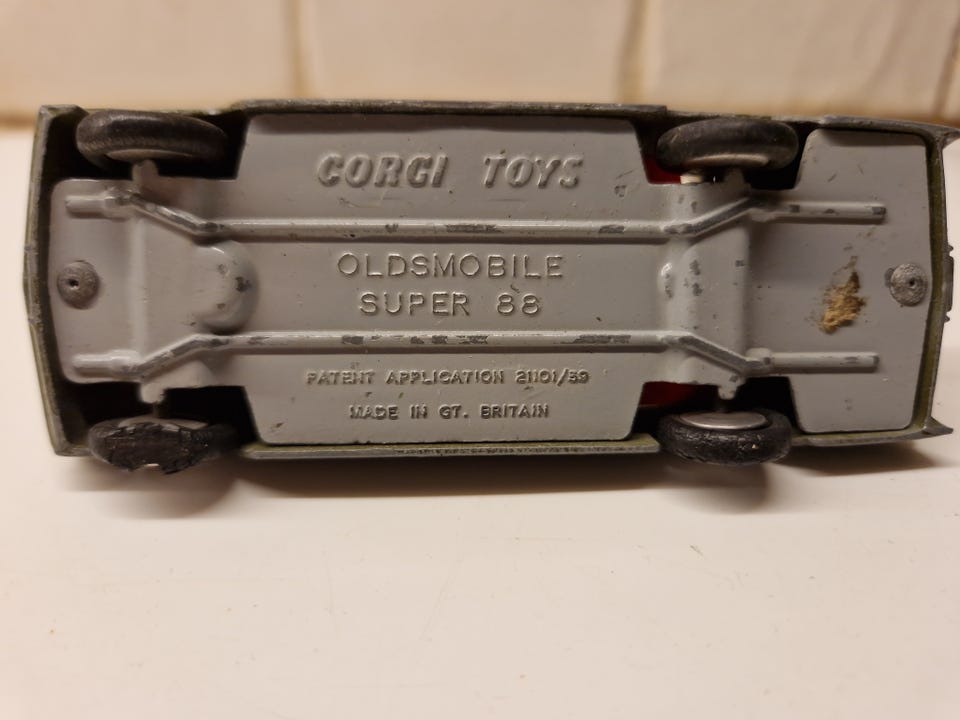 CORGI TOYS
OLDSMOBILE
SUPER 88
PATENT APPLICATION 21101/59
MADE IN GT. BRITAIN